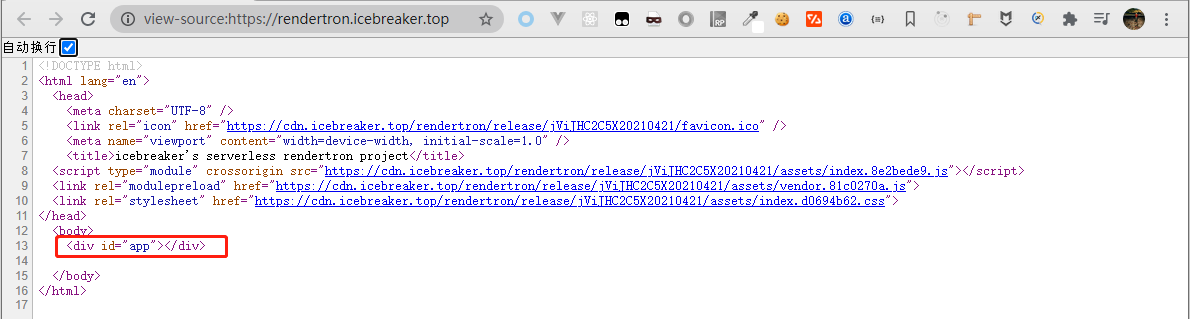 view-source:https://rendertron.icebreaker.top
RP
自动换行
1 <!DOCTYPE html>
2 <html lang="en">
3 <head>
4 <meta charset="UTF-8" />
5 <link rel="icon" href="https://cdn.icebreaker.top/rendertron/release/jViJHC2C5X20210421/favicon.ico" />
6 <meta name="viewport" content="width=device-width, initial-scale=1.0" />
7 <title>icebreaker's serverless rendertron project</title>
8 <script type="module" crossorigin src="https://cdn.icebreaker.top/rendertron/release/jViJHC2C5X20210421/assets/index.8e2bede9.js"></script>
9 <link rel="modulepreload" href="https://cdn.icebreaker.top/rendertron/release/jViJHC2C5X20210421/assets/vendor.81c0270a.js">
10 <link rel="stylesheet" href="https://cdn.icebreaker.top/rendertron/release/jViJHC2C5X20210421/assets/index.d0694b62.css">
11 </head>
12 <body>
13 <div id="app"></div>
14
15 </body>
16 </html>
17